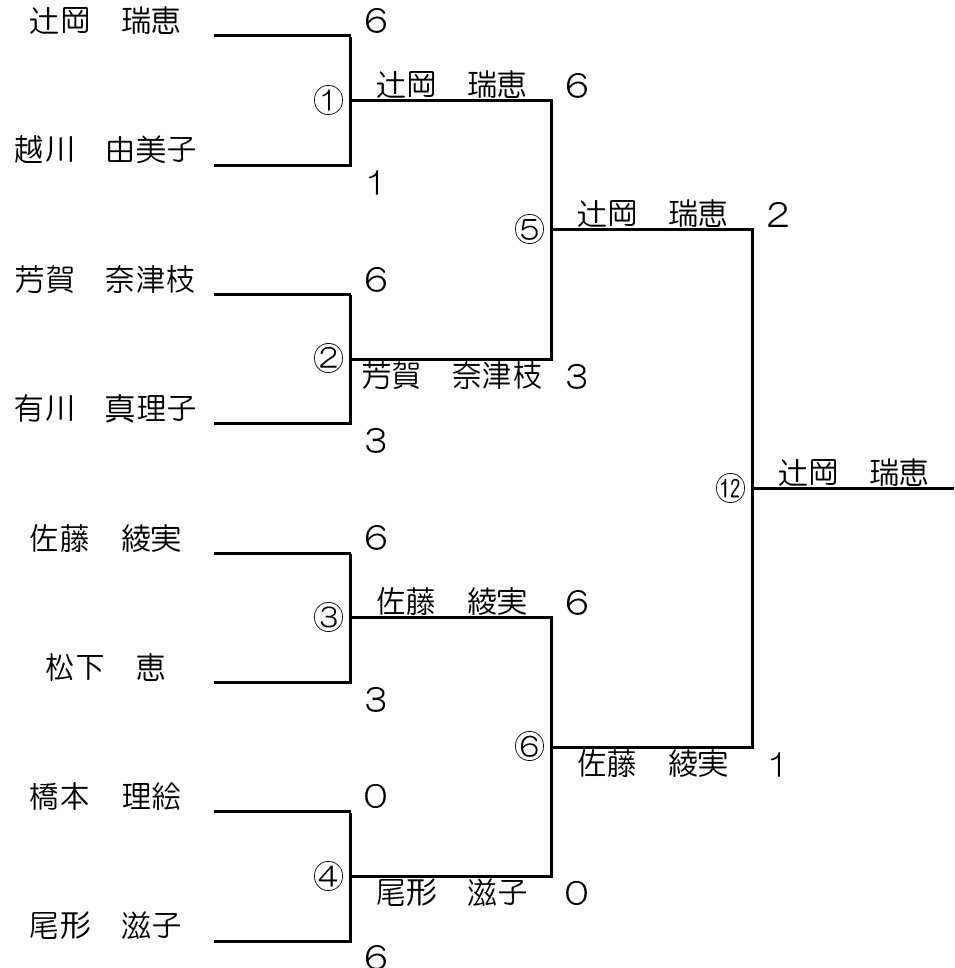 辻岡　瑞恵
6
①
辻岡　瑞恵
6
越川　由美子
1
⑤
辻岡　瑞恵
2
芳賀　奈津枝
6
②
芳賀　奈津枝
3
有川　真理子
3
⑫
辻岡　瑞恵
佐藤　綾実
6
③
佐藤　綾実
6
松下　恵
3
⑥
佐藤　綾実
1
橋本　理絵
0
④
尾形　滋子
0
尾形　滋子
6